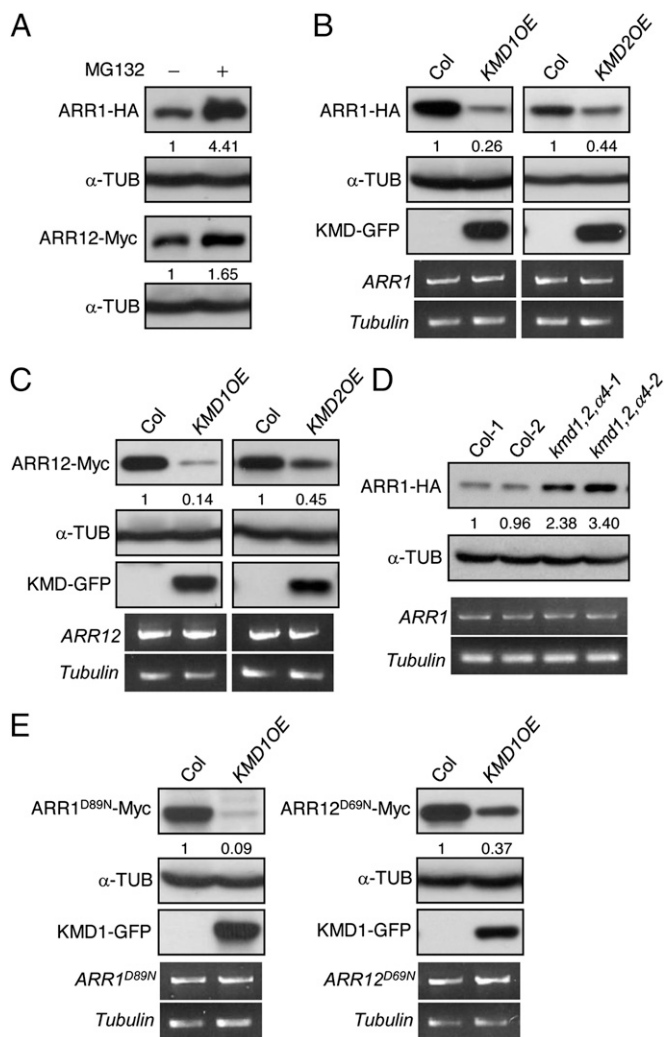 A
MG132 − +
ARR1-HA
1 4.41
α-TUB
ARR12-Myc
1 1.65
α-TUB
B
Col KMD1OE Col KMD2OE
ARR1-HA
1 0.26 1 0.44
α-TUB
KMD-GFP
ARR1
Tubulin
C
Col KMD1OE Col KMD2OE
ARR12-Myc
1 0.14 1 0.45
α-TUB
KMD-GFP
ARR12
Tubulin
D
Col-1 Col-2 kmd1,2,α4-1 kmd1,2,α4-2
ARR1-HA
1 0.96 2.38 3.40
α-TUB
ARR1
Tubulin
E
Col KMD1OE
ARR1D89N-Myc
1 0.09
α-TUB
KMD1-GFP
ARR1D89N
Tubulin
Col KMD1OE
ARR12D69N-Myc
1 0.37
α-TUB
KMD1-GFP
ARR12D69N
Tubulin